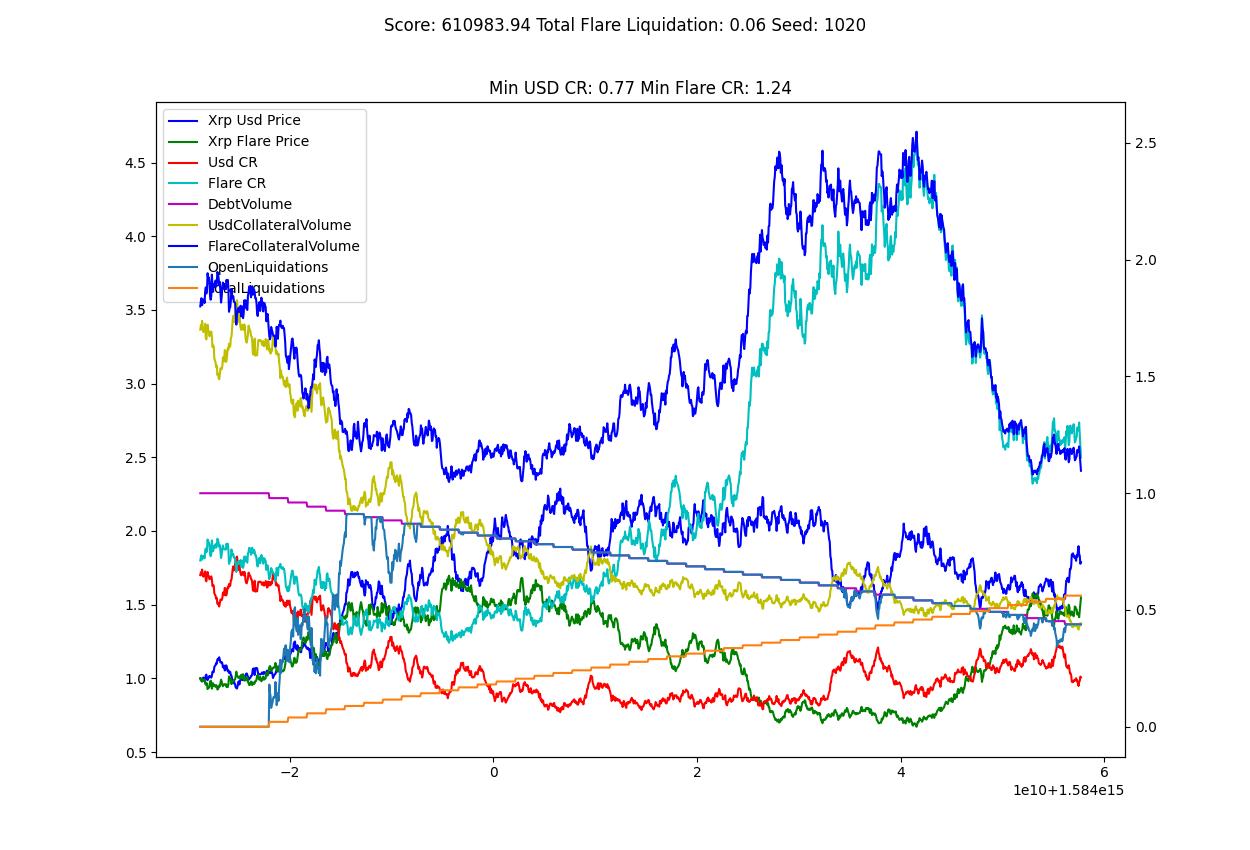 Score: 610983.94 Total Flare Liquidation: 0.06 Seed: 1020
Min USD CR: 0.77 Min Flare CR: 1.24
Xrp Usd Price
Xrp Flare Price
Usd CR
Flare CR
DebtVolume
UsdCollateralVolume
FlareCollateralVolume
OpenLiquidations
TotalLiquidations
4.5
4.0
3.5
3.0
2.5
2.0
1.5
1.0
0.5
2.5
2.0
1.5
1.0
0.5
0.0
−2
0
2
4
6
1e10+1.584e15